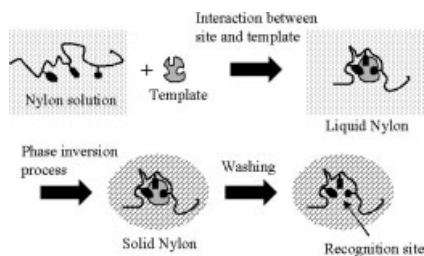 Interaction between
site and template
+
Nylon solution
Template
Liquid Nylon
Phase inversion
process
Washing
Solid Nylon
Recognition site